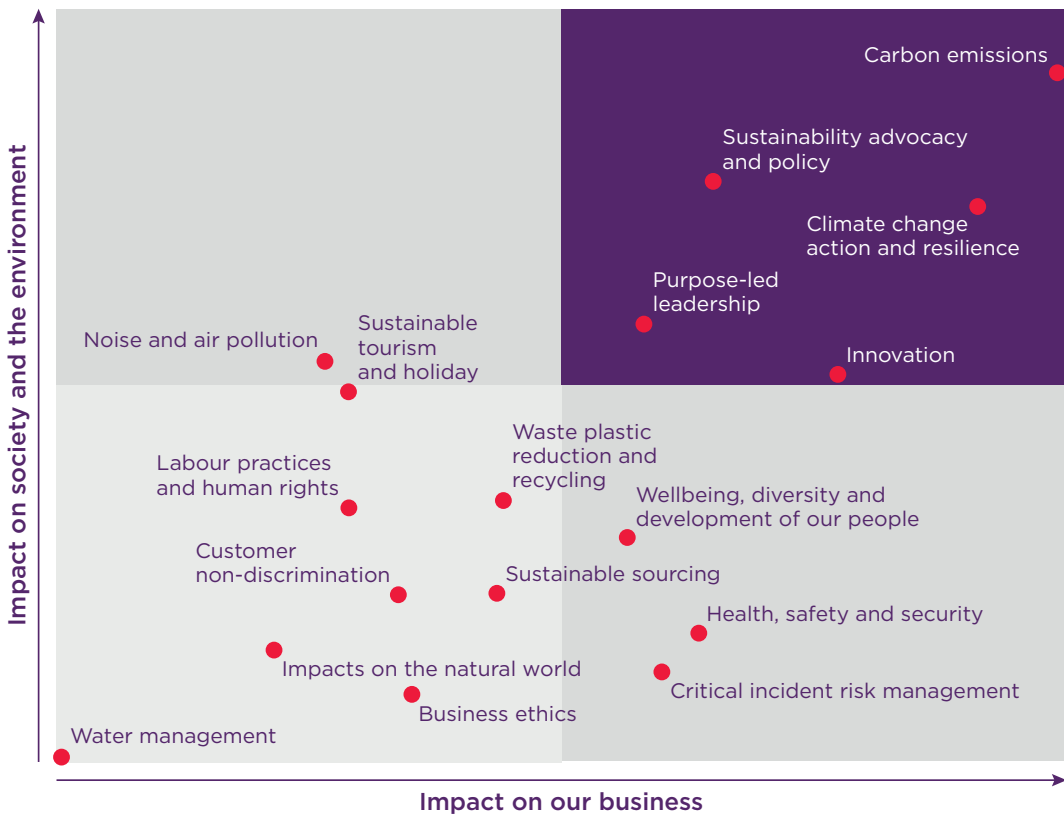 Impact on society and the environment
Carbon emissions
Sustainability advocacy
and policy
Climate change
action and resilience
Purpose-led
leadership
Innovation
Noise and air pollution
Sustainable
tourism
and holiday
Waste plastic
reduction and
recycling
Labour practices
and human rights
Wellbeing, diversity and
development of our people
Customer
non-discrimination
Sustainable sourcing
Health, safety and security
Impacts on the natural world
Critical incident risk management
Business ethics
Water management
Impact on our business